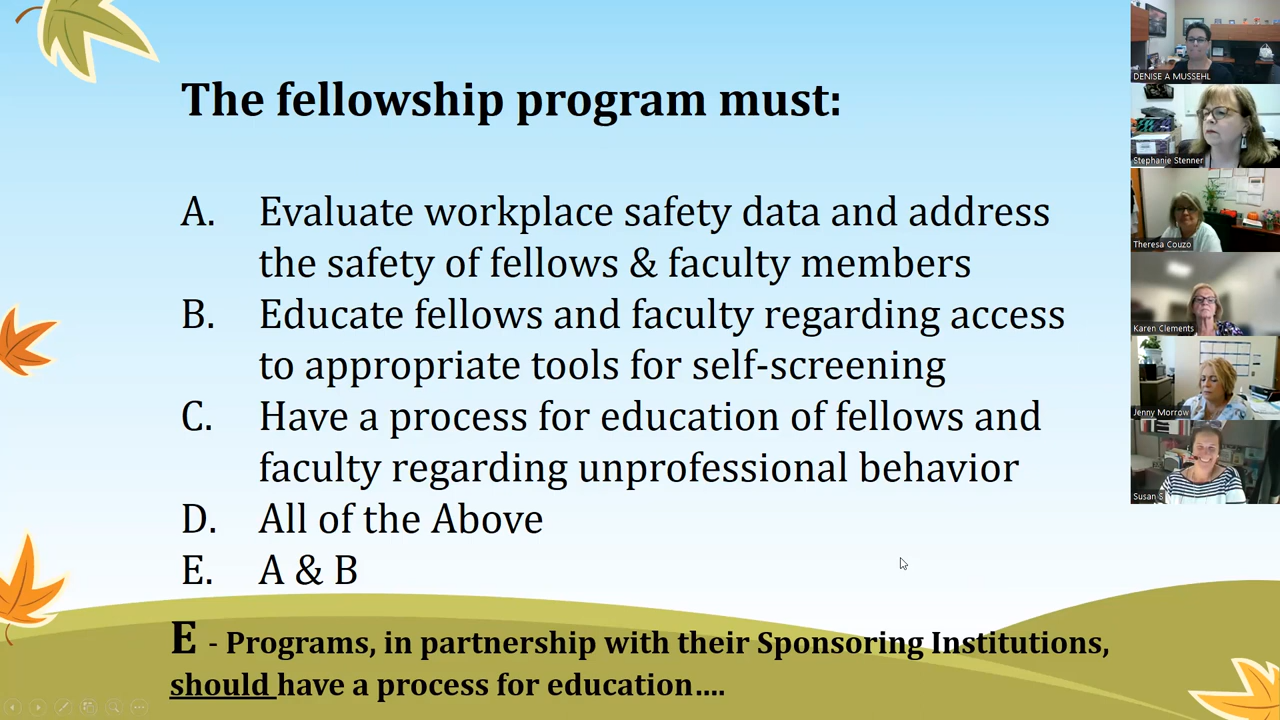 The fellowship program must:
A. Evaluate workplace safety data and address
the safety of fellows & faculty members
B. Educate fellows and faculty regarding access
to appropriate tools for self-screening
C. Have a process for education of fellows and
faculty regarding unprofessional behavior
D. All of the Above
E. A & B
E - Programs, in partnership with their Sponsoring Institutions,
should have a process for education....
DENISE A MUSSEHL
Stephanie Stenner
Theresa Couzo
Karen Clements
Jenny Morrow
Susan S